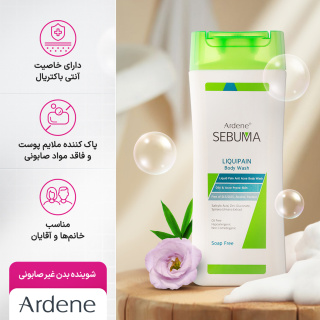 دارای خاصیت
آنتی باکتریال
پاک کننده ملایم پوست
و فاقد مواد صابونی
مناسب
خانم‌ها و آقایان
شوینده بدن غیر صابونی
Ardene
Ardene®
SEBUMA
LIQUIPAIN
Body Wash
Soap Free